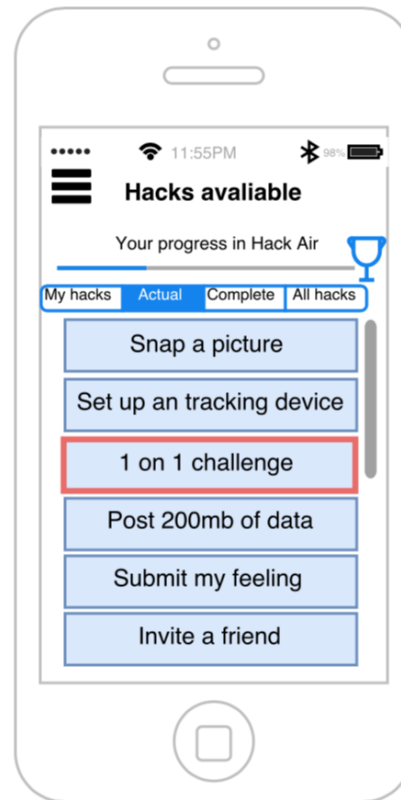 11:55PM 98%
Hacks avaliable
Your progress in Hack Air
My hacks Actual Complete All hacks
Snap a picture
Set up an tracking device
1 on 1 challenge
Post 200mb of data
Submit my feeling
Invite a friend